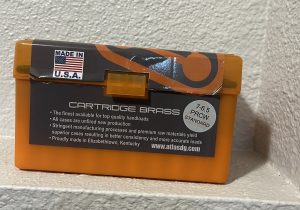 MADE IN
U.S.A.
CARTRIDGE BRASS
• The finest available for top quality handloads
• All cases are unfired new production
• Stringent manufacturing processes and premium raw materials yield
superior cases resulting in better consistency and more accurate loads
• Proudly made in Elizabethtown, Kentucky
www.atlasdy.com
7-6.5
PRCW
STANDARD